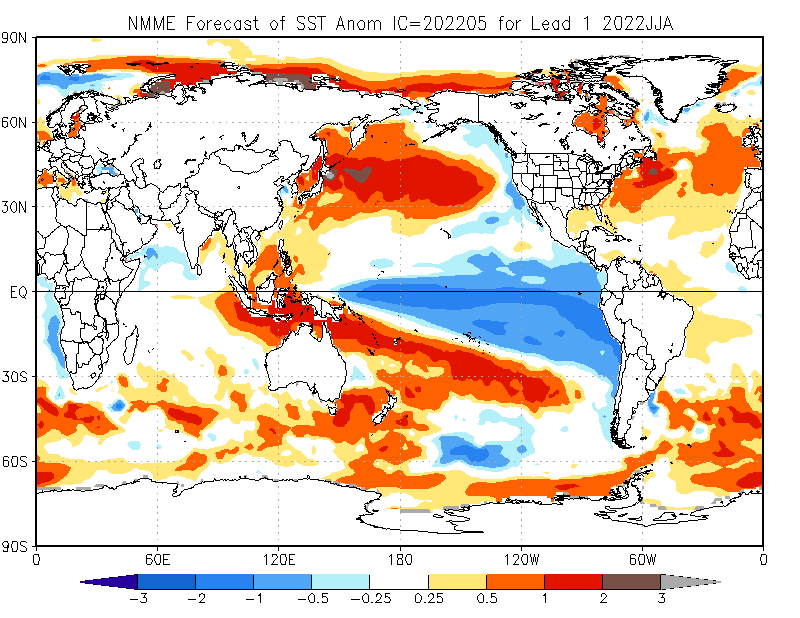 NMME Forecast of SST Anom IC=202205 for Lead 1 2022JJA
90N
60N
30N
EQ
30S
60S
90S
0 60E 120E 180 120W 60W 0
-3 -2 -1 -0.5 -0.25 0.25 0.5 1 2 3